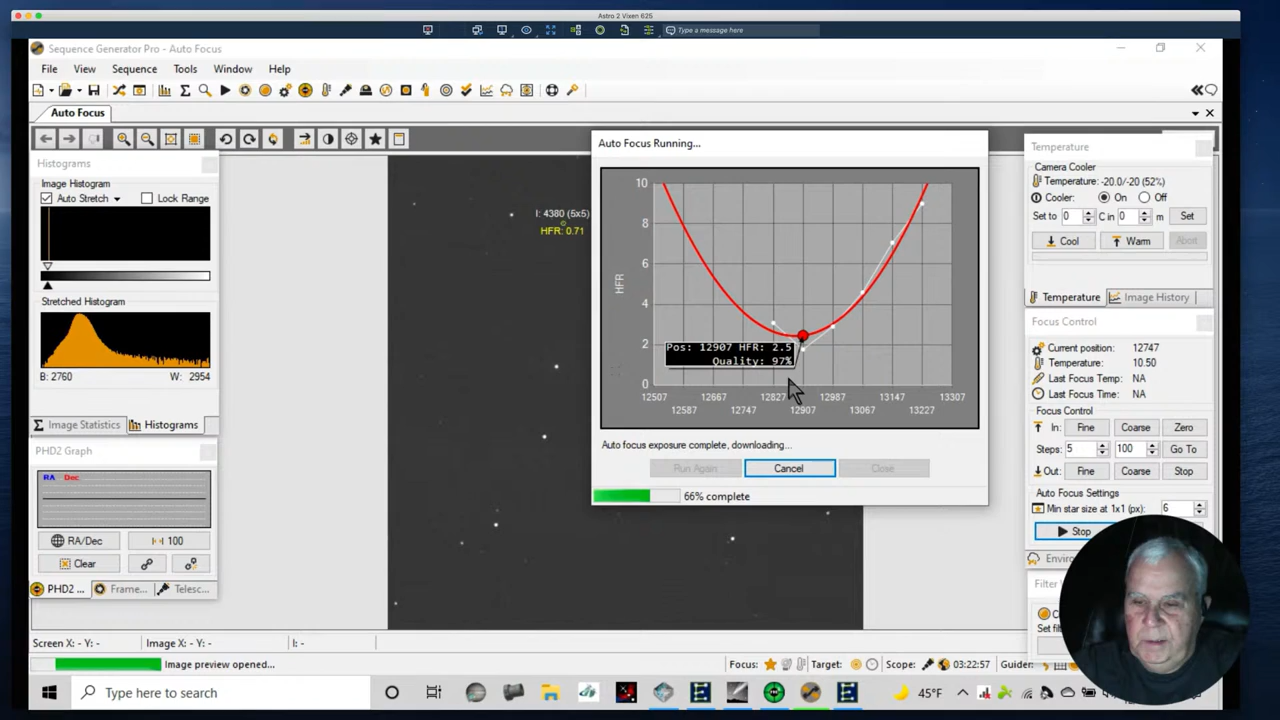 Astro 2 Vixen 625
Type a message here
Sequence Generator Pro - Auto Focus
File View Sequence Tools Window Help
Auto Focus
Histograms
Image Histogram
Auto Stretch Lock Range
Stretched Histogram
B: 2760 W: 2954
Image Statistics Histograms
PHD2 Graph
RA - Dec
RA/Dec 100
Clear
PHD2 ... Frame... Telesc...
I: 4380 (5x5)
HFR: 0.71
Auto Focus Running...
10
8
6
4
2
0
HFR
Pos: 12907 HFR: 2.5
Quality: 97%
12507 12667 12827 12987 13147 13307
12587 12747 12907 13067 13227
Auto focus exposure complete, downloading...
Run Again Cancel Close
66% complete
Temperature
Camera Cooler
Temperature: -20.0/-20 (52%)
Cooler: On Off
Set to 0 C in 0 m Set
Cool Warm Abort
Temperature Image History
Focus Control
Current position: 12747
Temperature: 10.50
Last Focus Temp: NA
Last Focus Time: NA
Focus Control
In: Fine Coarse Zero
Steps: 5 100 Go To
Out: Fine Coarse Stop
Auto Focus Settings
Min star size at 1x1 (px): 6
Stop
Filter
Set
Screen X: - Y: - Image X: - Y: - I: -
Image preview opened...
Focus: Target: Scope: 03:22:57 Guider:
Type here to search
45°F